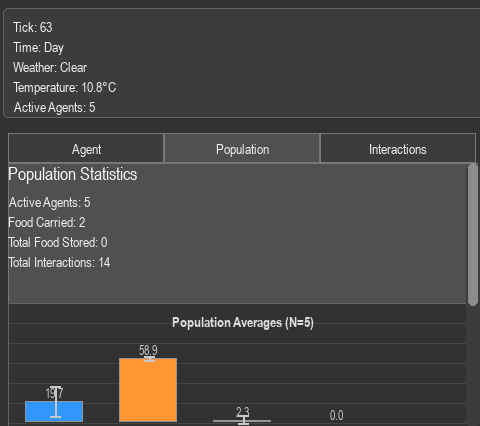 Tick: 63
Time: Day
Weather: Clear
Temperature: 10.8°C
Active Agents: 5
Agent Population Interactions
Population Statistics
Active Agents: 5
Food Carried: 2
Total Food Stored: 0
Total Interactions: 14
Population Averages (N=5)
58.9
19.7
2.3
0.0